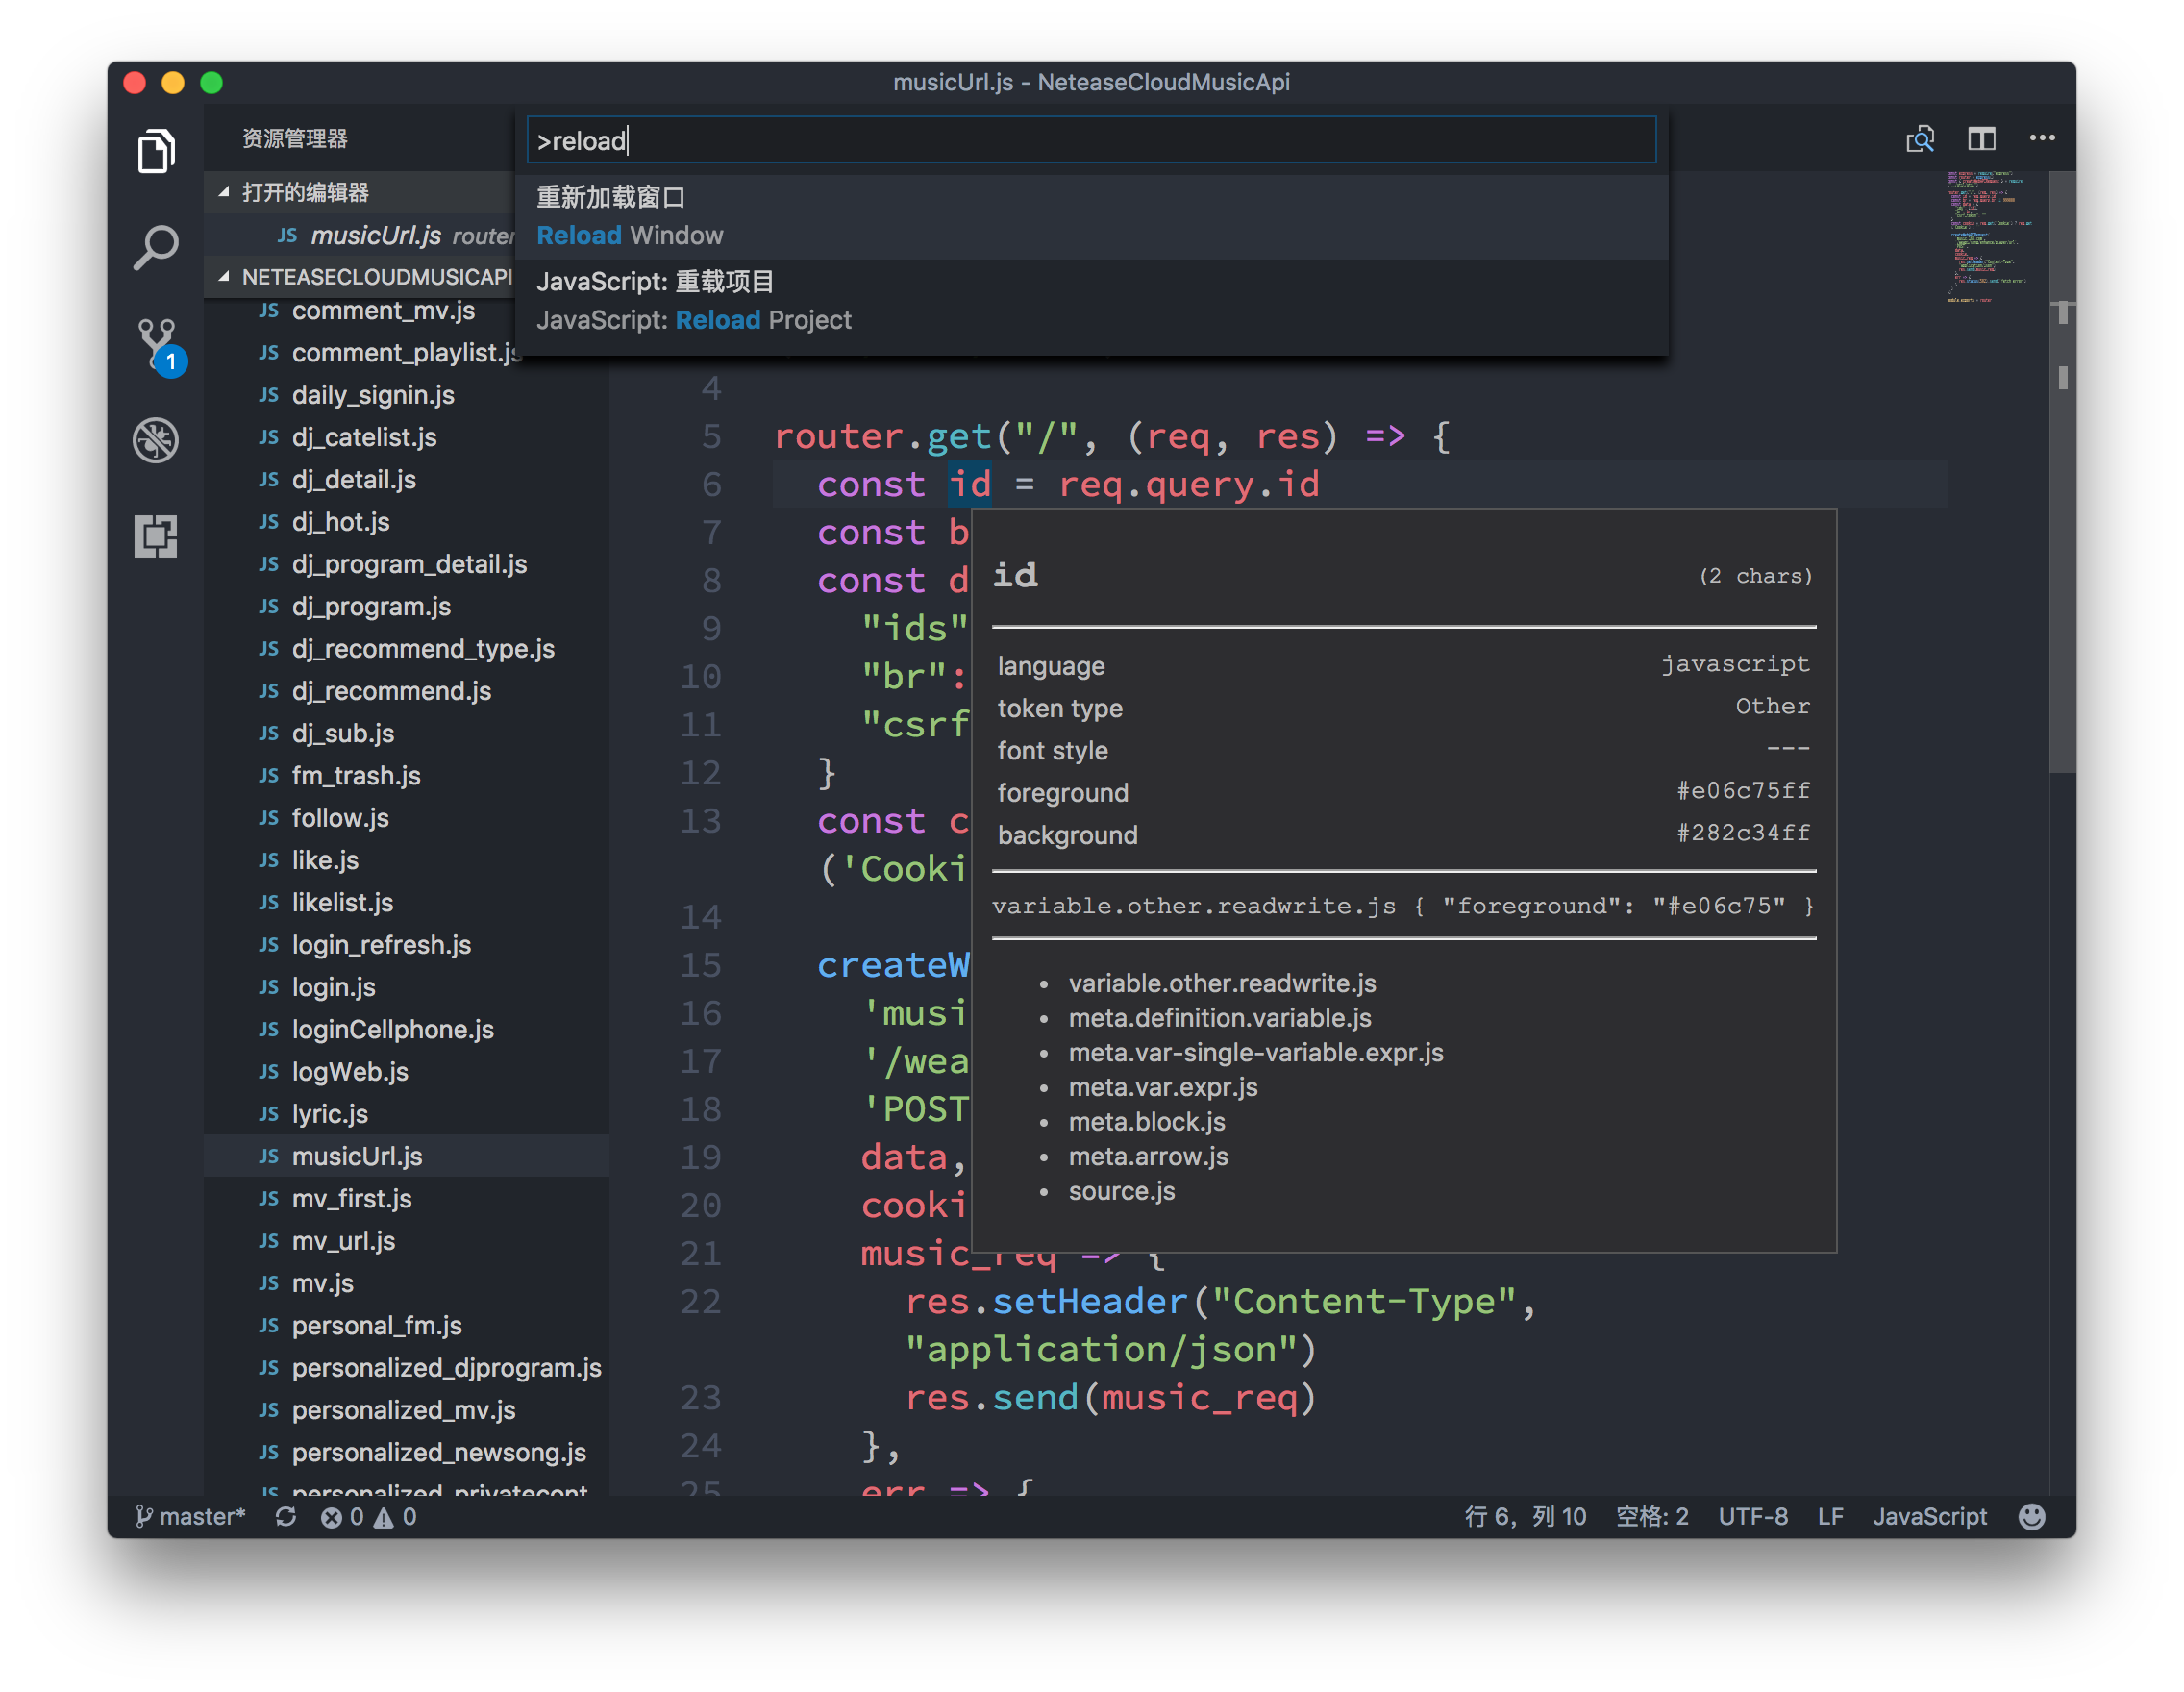 musicUrl.js - NeteaseCloudMusicApi
资源管理器
>reload
重新加载窗口
Reload Window
JavaScript: 重载项目
JavaScript: Reload Project
打开的编辑器
JS musicUrl.js router
NETEASECLOUDMUSICAPI
JS comment_mv.js
JS comment_playlist.js
JS daily_signin.js
JS dj_catelist.js
JS dj_detail.js
JS dj_hot.js
JS dj_program_detail.js
JS dj_program.js
JS dj_recommend_type.js
JS dj_recommend.js
JS dj_sub.js
JS fm_trash.js
JS follow.js
JS like.js
JS likelist.js
JS login_refresh.js
JS login.js
JS loginCellphone.js
JS logWeb.js
JS lyric.js
JS musicUrl.js
JS mv_first.js
JS mv_url.js
JS mv.js
JS personal_fm.js
JS personalized_djprogram.js
JS personalized_mv.js
JS personalized_newsong.js
JS personalized_privatecont
1
4
5 router.get("/", (req, res) => {
6 const id = req.query.id
7 const b
8 const d
9 "ids"
10 "br":
11 "csrf
12 }
13 const c
('Cooki
14
15 createW
16 'musi
17 '/wea
18 'POST
19 data,
20 cooki
21 music_req => {
22 res.setHeader("Content-Type",
"application/json")
23 res.send(music_req)
24 },
25 err => {
id (2 chars)
language javascript
token type Other
font style ---
foreground #e06c75ff
background #282c34ff
variable.other.readwrite.js { "foreground": "#e06c75" }
• variable.other.readwrite.js
• meta.definition.variable.js
• meta.var-single-variable.expr.js
• meta.var.expr.js
• meta.block.js
• meta.arrow.js
• source.js
master* 0 0 行 6，列 10 空格: 2 UTF-8 LF JavaScript